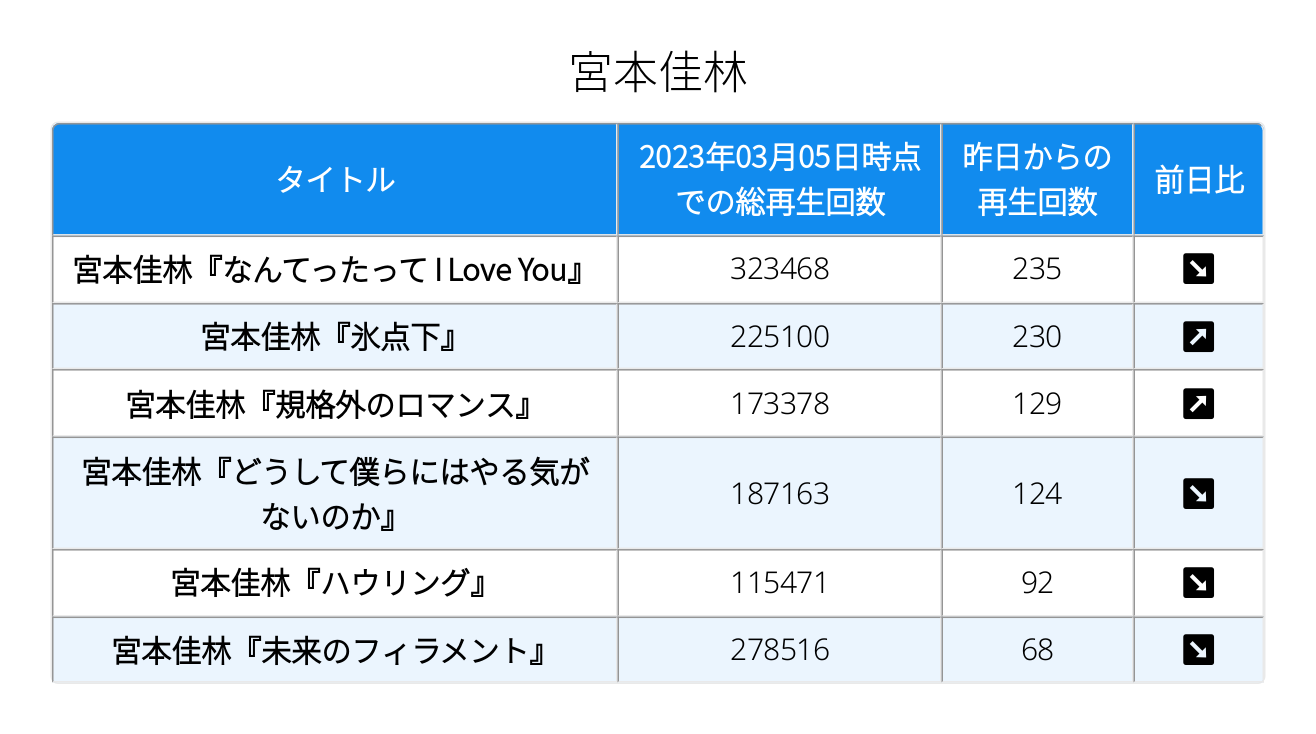 宮本佳林
タイトル
2023年03月05日時点
での総再生回数
昨日からの
再生回数
前日比
宮本佳林『なんてったって I Love You』
323468
235
宮本佳林『氷点下』
225100
230
宮本佳林『規格外のロマンス』
173378
129
宮本佳林『どうして僕らにはやる気が
ないのか』
187163
124
宮本佳林『ハウリング』
115471
92
宮本佳林『未来のフィラメント』
278516
68